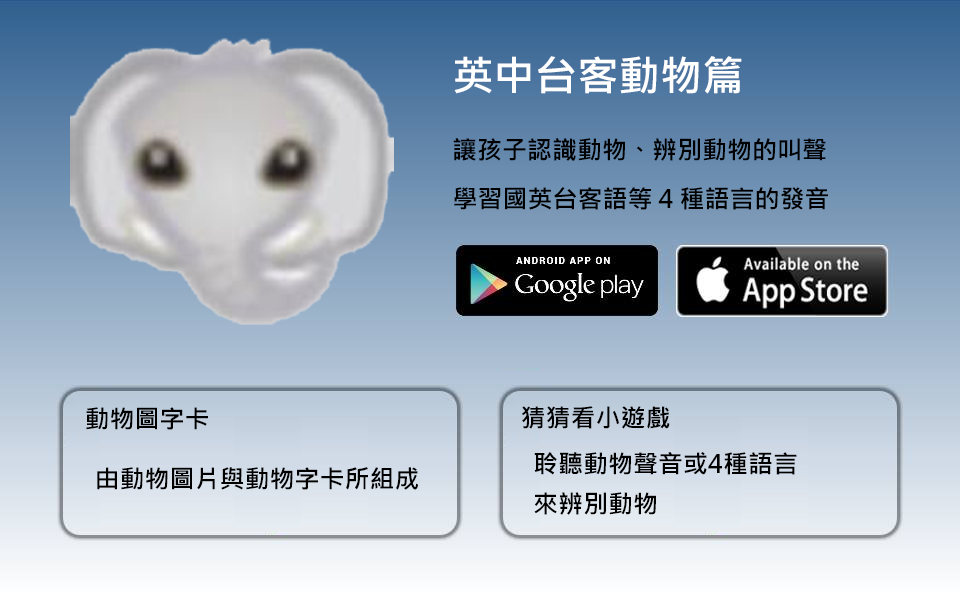 英中台客動物篇
讓孩子認識動物、辨別動物的叫聲
學習國英台客語等 4 種語言的發音
ANDROID APP ON
Google play
Available on the
App Store
動物圖字卡
由動物圖片與動物字卡所組成
猜猜看小遊戲
聆聽動物聲音或4種語言
來辨別動物